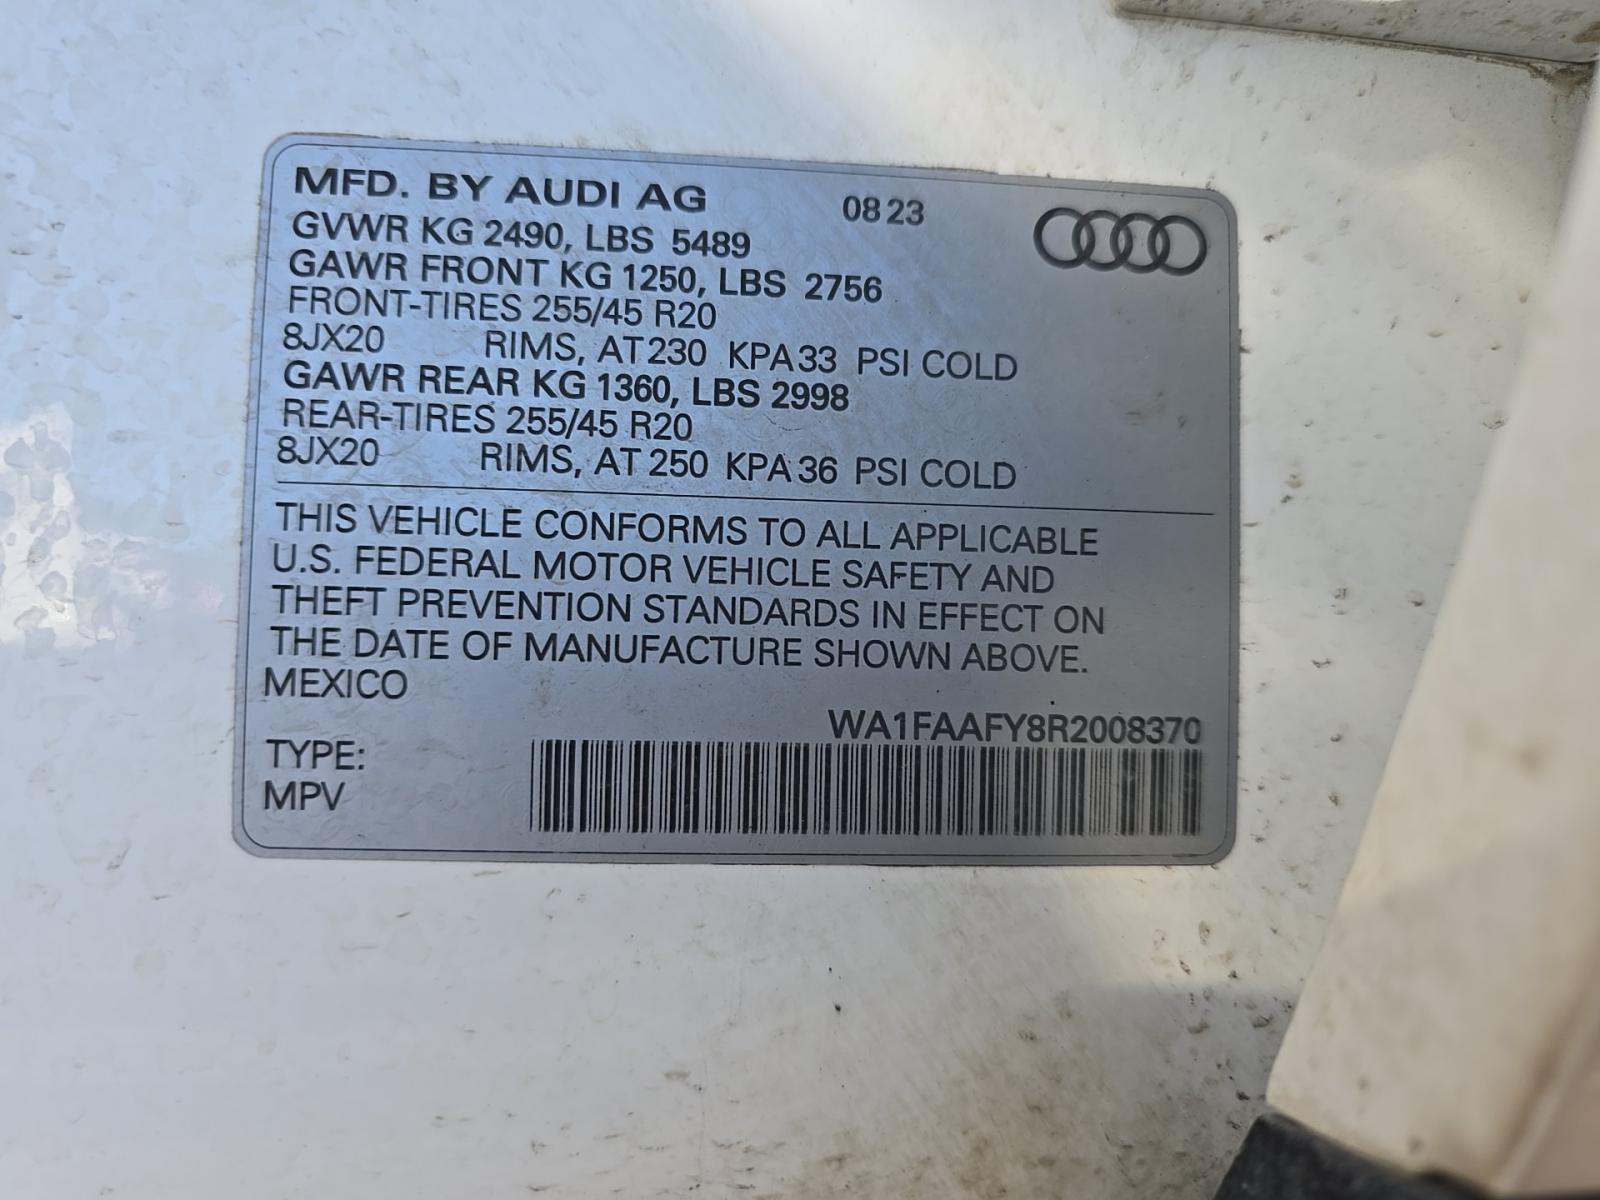 MFD. BY AUDI AG 08 23
GVWR KG 2490, LBS 5489
GAWR FRONT KG 1250, LBS 2756
FRONT-TIRES 255/45 R20
8JX20 RIMS, AT 230 KPA 33 PSI COLD
GAWR REAR KG 1360, LBS 2998
REAR-TIRES 255/45 R20
8JX20 RIMS, AT 250 KPA 36 PSI COLD
THIS VEHICLE CONFORMS TO ALL APPLICABLE
U.S. FEDERAL MOTOR VEHICLE SAFETY AND
THEFT PREVENTION STANDARDS IN EFFECT ON
THE DATE OF MANUFACTURE SHOWN ABOVE.
MEXICO
WA1FAAFY8R2008370
TYPE:
MPV